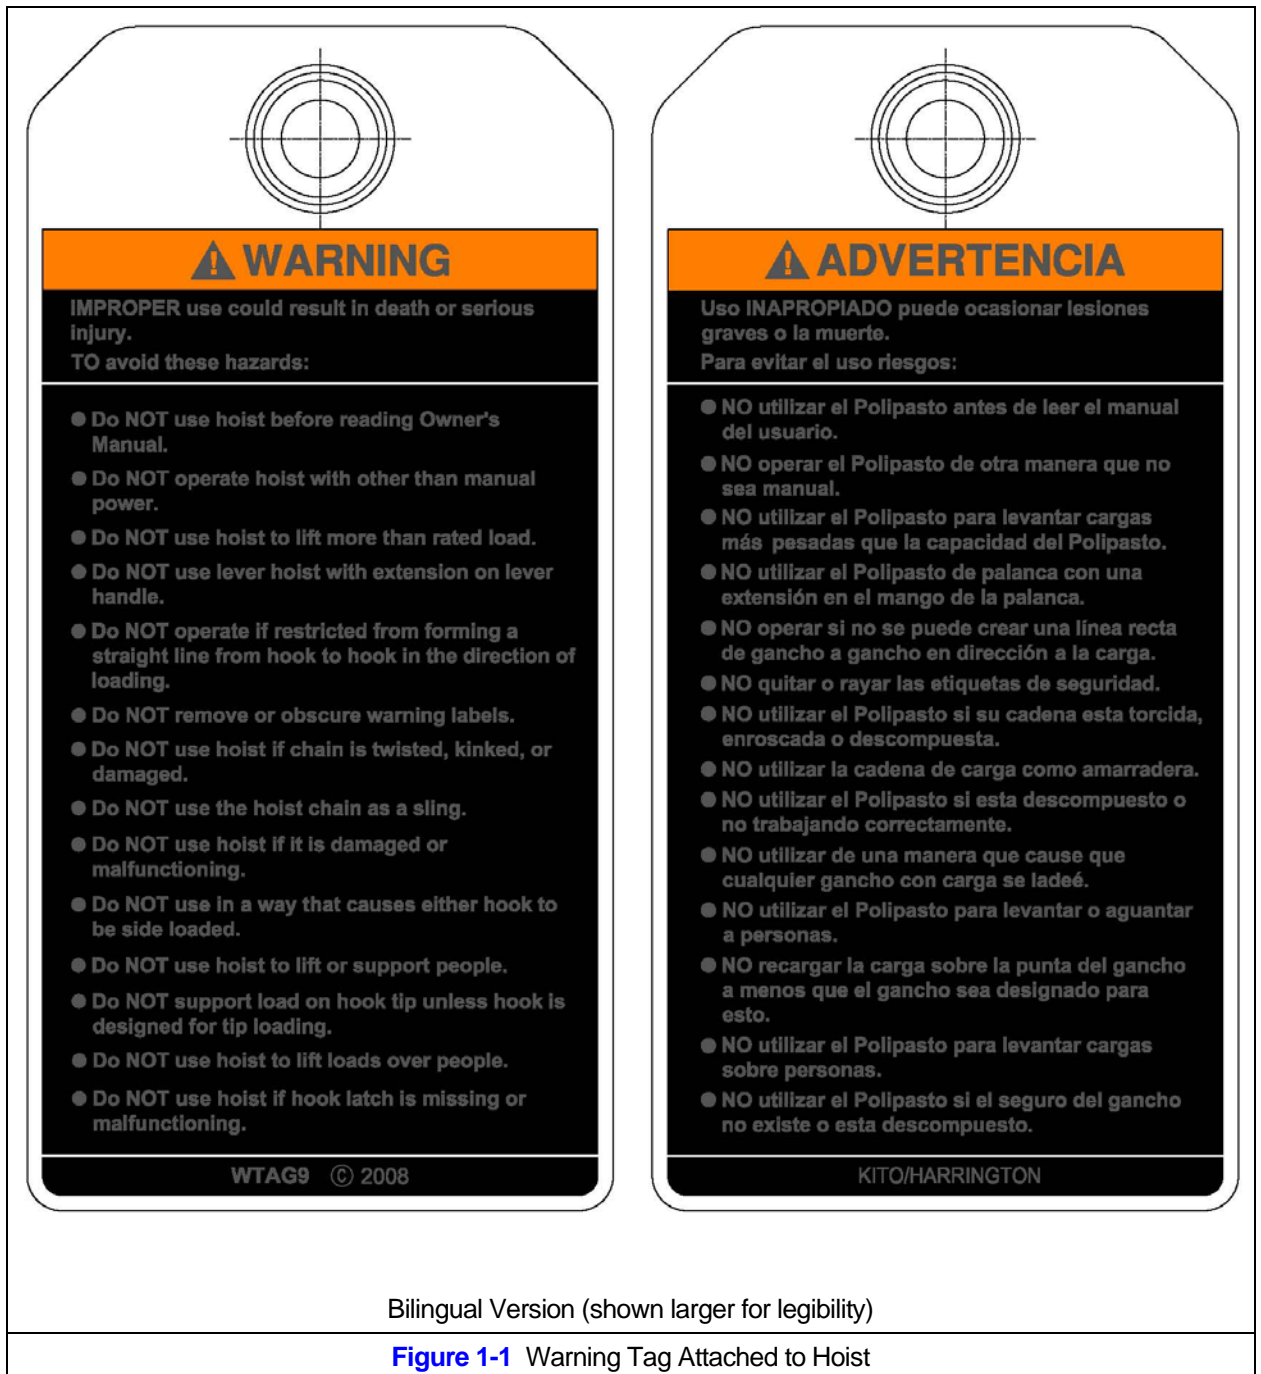 WARNING
IMPROPER use could result in death or serious
injury.
TO avoid these hazards:
● Do NOT use hoist before reading Owner's
Manual.
● Do NOT operate hoist with other than manual
power.
● Do NOT use hoist to lift more than rated load.
● Do NOT use lever hoist with extension on lever
handle.
● Do NOT operate if restricted from forming a
straight line from hook to hook in the direction of
loading.
● Do NOT remove or obscure warning labels.
● Do NOT use hoist if chain is twisted, kinked, or
damaged.
● Do NOT use the hoist chain as a sling.
● Do NOT use hoist if it is damaged or
malfunctioning.
● Do NOT use in a way that causes either hook to
be side loaded.
● Do NOT use hoist to lift or support people.
● Do NOT support load on hook tip unless hook is
designed for tip loading.
● Do NOT use hoist to lift loads over people.
● Do NOT use hoist if hook latch is missing or
malfunctioning.
WTAG9 © 2008
ADVERTENCIA
Uso INAPROPIADO puede ocasionar lesiones
graves o la muerte.
Para evitar el uso riesgos:
● NO utilizar el Polipasto antes de leer el manual
del usuario.
● NO operar el Polipasto de otra manera que no
sea manual.
● NO utilizar el Polipasto para levantar cargas
más pesadas que la capacidad del Polipasto.
● NO utilizar el Polipasto de palanca con una
extensión en el mango de la palanca.
● NO operar si no se puede crear una línea recta
de gancho a gancho en dirección a la carga.
● NO quitar o rayar las etiquetas de seguridad.
● NO utilizar el Polipasto si su cadena esta torcida,
enroscada o descompuesta.
● NO utilizar la cadena de carga como amarradera.
● NO utilizar el Polipasto si esta descompuesto o
no trabajando correctamente.
● NO utilizar de una manera que cause que
cualquier gancho con carga se ladeé.
● NO utilizar el Polipasto para levantar o aguantar
a personas.
● NO recargar la carga sobre la punta del gancho
a menos que el gancho sea designado para
esto.
● NO utilizar el Polipasto para levantar cargas
sobre personas.
● NO utilizar el Polipasto si el seguro del gancho
no existe o esta descompuesto.
KITO/HARRINGTON
Bilingual Version (shown larger for legibility)
Figure 1-1 Warning Tag Attached to Hoist